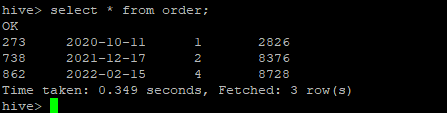 hive> select * from order;
OK
273 2020-10-11 1 2826
738 2021-12-17 2 8376
862 2022-02-15 4 8728
Time taken: 0.349 seconds, Fetched: 3 row(s)
hive>